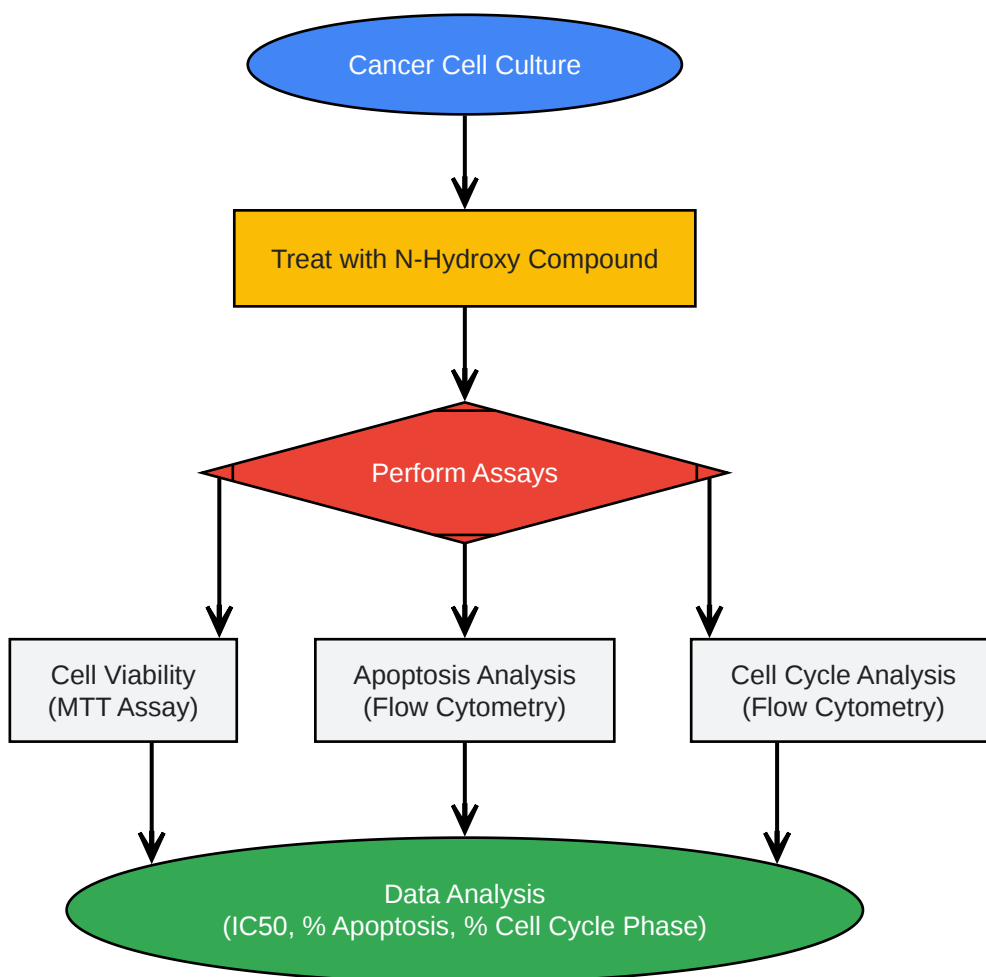 Cancer Cell Culture
Treat with N-Hydroxy Compound
Perform Assays
Cell Viability
(MTT Assay)
Apoptosis Analysis
(Flow Cytometry)
Cell Cycle Analysis
(Flow Cytometry)
Data Analysis
(IC50, % Apoptosis, % Cell Cycle Phase)